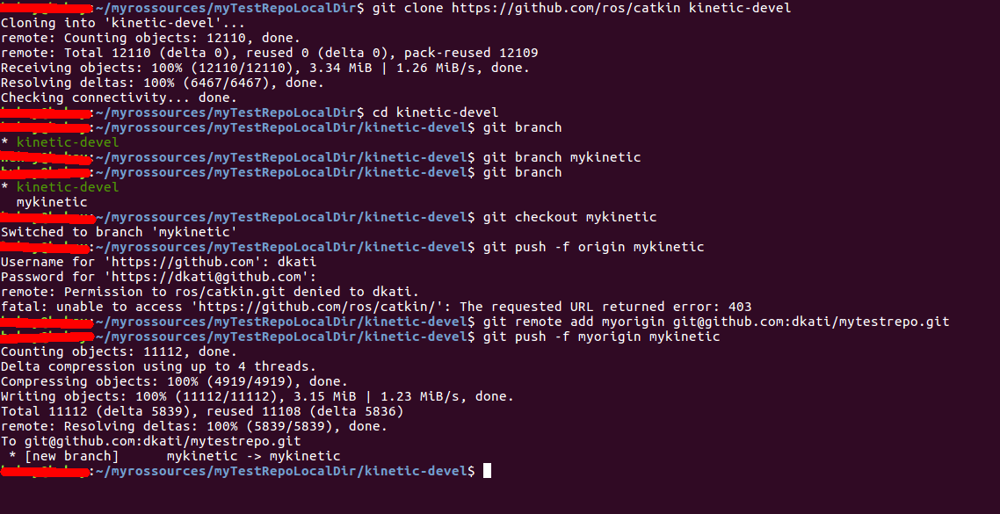 :~/myrossources/myTestRepoLocalDir$ git clone https://github.com/ros/catkin kinetic-devel
Cloning into 'kinetic-devel'...
remote: Counting objects: 12110, done.
remote: Total 12110 (delta 0), reused 0 (delta 0), pack-reused 12109
Receiving objects: 100% (12110/12110), 3.34 MiB | 1.26 MiB/s, done.
Resolving deltas: 100% (6467/6467), done.
Checking connectivity... done.
:~/myrossources/myTestRepoLocalDir$ cd kinetic-devel
:~/myrossources/myTestRepoLocalDir/kinetic-devel$ git branch
* kinetic-devel
:~/myrossources/myTestRepoLocalDir/kinetic-devel$ git branch mykinetic
:~/myrossources/myTestRepoLocalDir/kinetic-devel$ git branch
* kinetic-devel
  mykinetic
~/myrossources/myTestRepoLocalDir/kinetic-devel$ git checkout mykinetic
Switched to branch 'mykinetic'
:~/myrossources/myTestRepoLocalDir/kinetic-devel$ git push -f origin mykinetic
Username for 'https://github.com': dkati
Password for 'https://dkati@github.com':
remote: Permission to ros/catkin.git denied to dkati.
fatal: unable to access 'https://github.com/ros/catkin/': The requested URL returned error: 403
:~/myrossources/myTestRepoLocalDir/kinetic-devel$ git remote add myorigin git@github.com:dkati/mytestrepo.git
:~/myrossources/myTestRepoLocalDir/kinetic-devel$ git push -f myorigin mykinetic
Counting objects: 11112, done.
Delta compression using up to 4 threads.
Compressing objects: 100% (4919/4919), done.
Writing objects: 100% (11112/11112), 3.15 MiB | 1.23 MiB/s, done.
Total 11112 (delta 5839), reused 11108 (delta 5836)
remote: Resolving deltas: 100% (5839/5839), done.
To git@github.com:dkati/mytestrepo.git
 * [new branch]      mykinetic -> mykinetic
:~/myrossources/myTestRepoLocalDir/kinetic-devel$